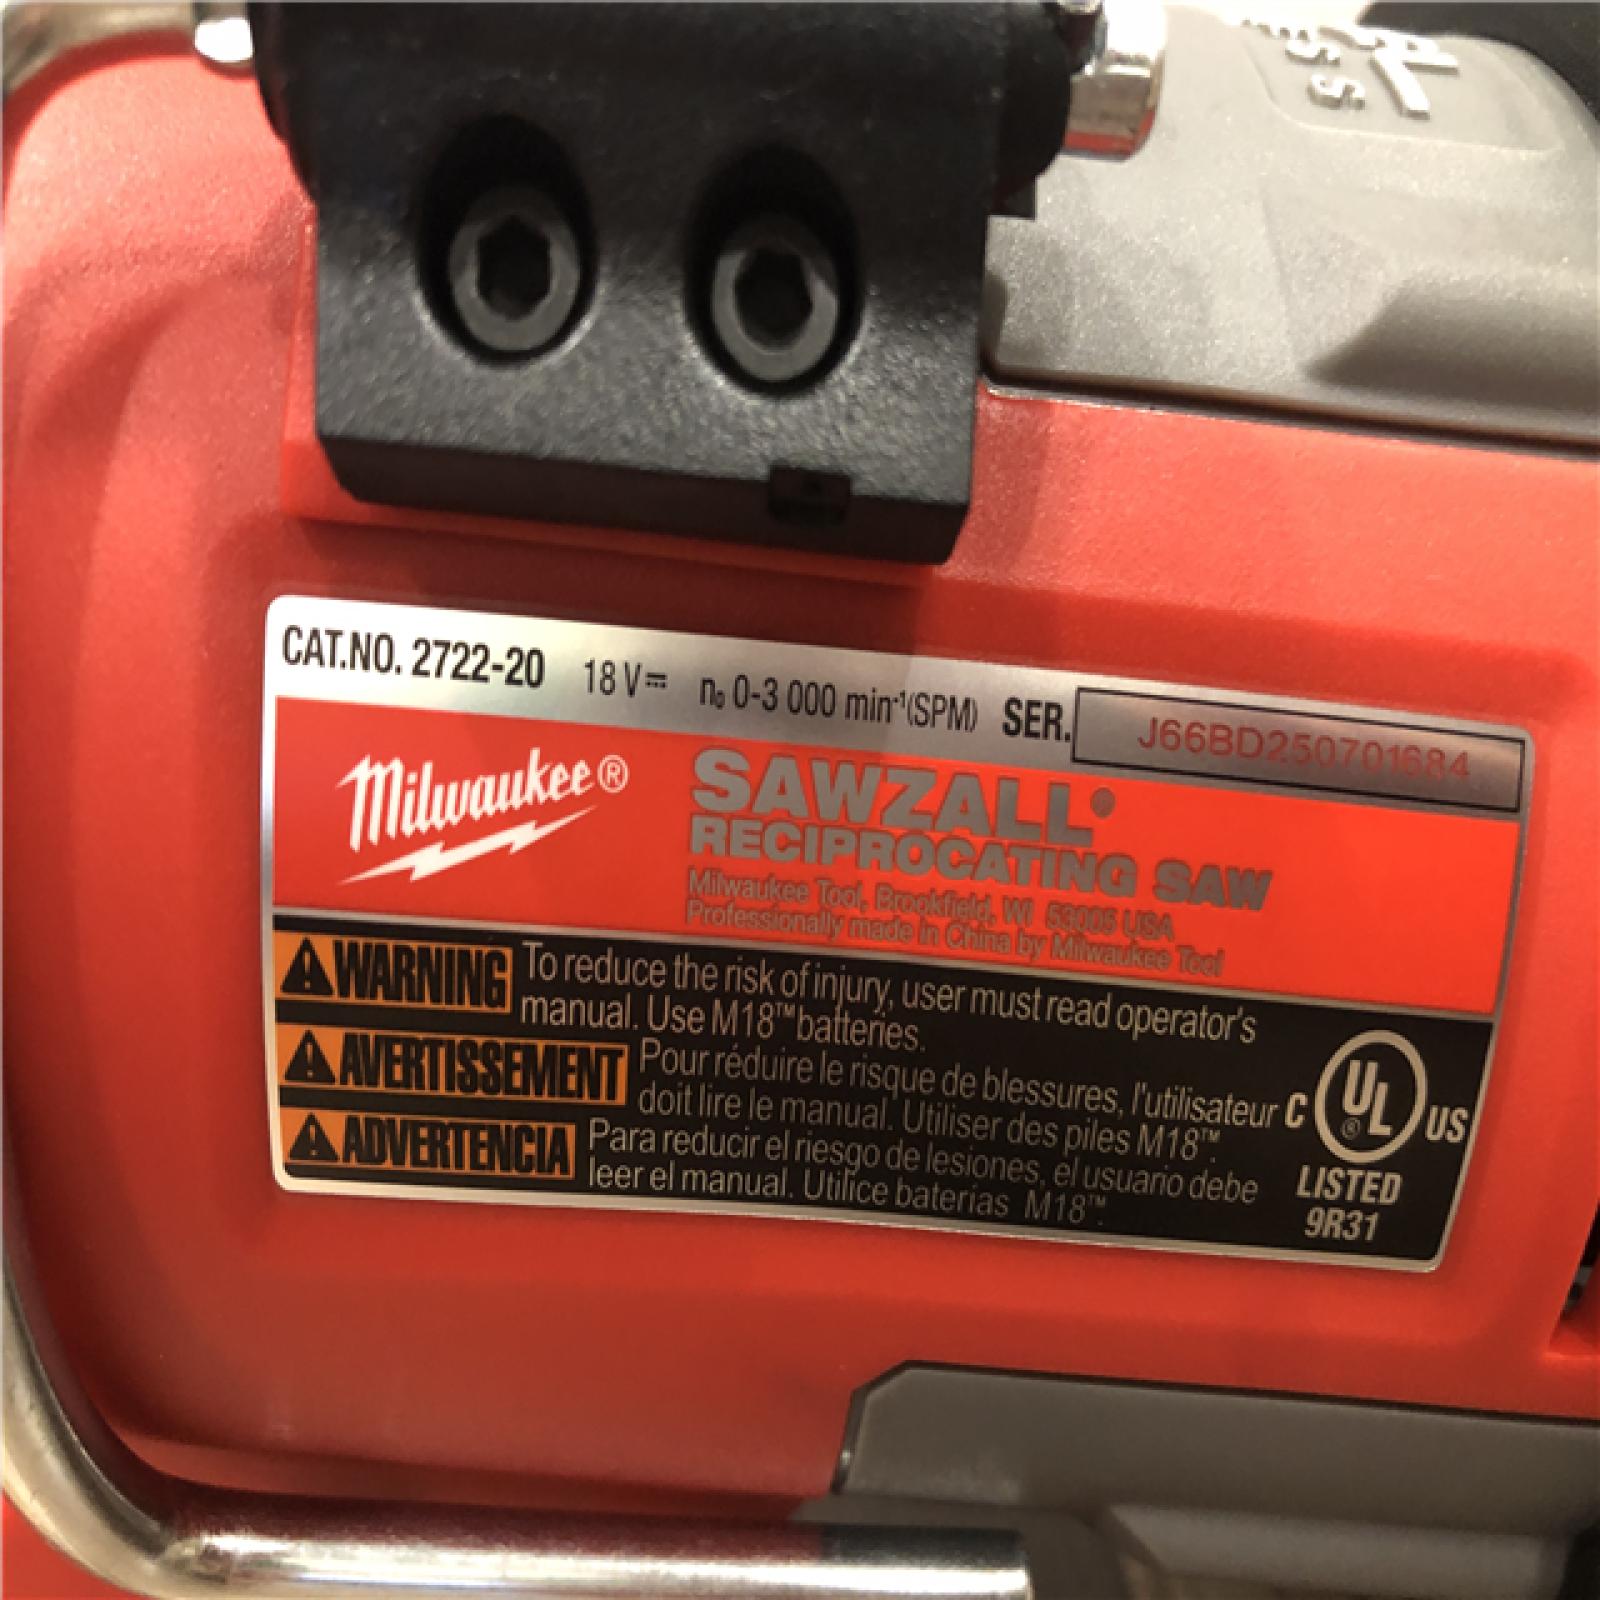 ESS
CAT.NO. 2722-20 18 V⎓ n₀ 0-3 000 min⁻¹(SPM) SER. J66BD250701684
Milwaukee®
SAWZALL®
RECIPROCATING SAW
Milwaukee Tool, Brookfield, WI 53005 USA
Professionally made in China by Milwaukee Tool
WARNING To reduce the risk of injury, user must read operator's
manual. Use M18™ batteries.
AVERTISSEMENT Pour réduire le risque de blessures, l'utilisateur
doit lire le manual. Utiliser des piles M18™.
ADVERTENCIA Para reducir el riesgo de lesiones, el usuario debe
leer el manual. Utilice baterias M18™.
C UL® US
LISTED
9R31